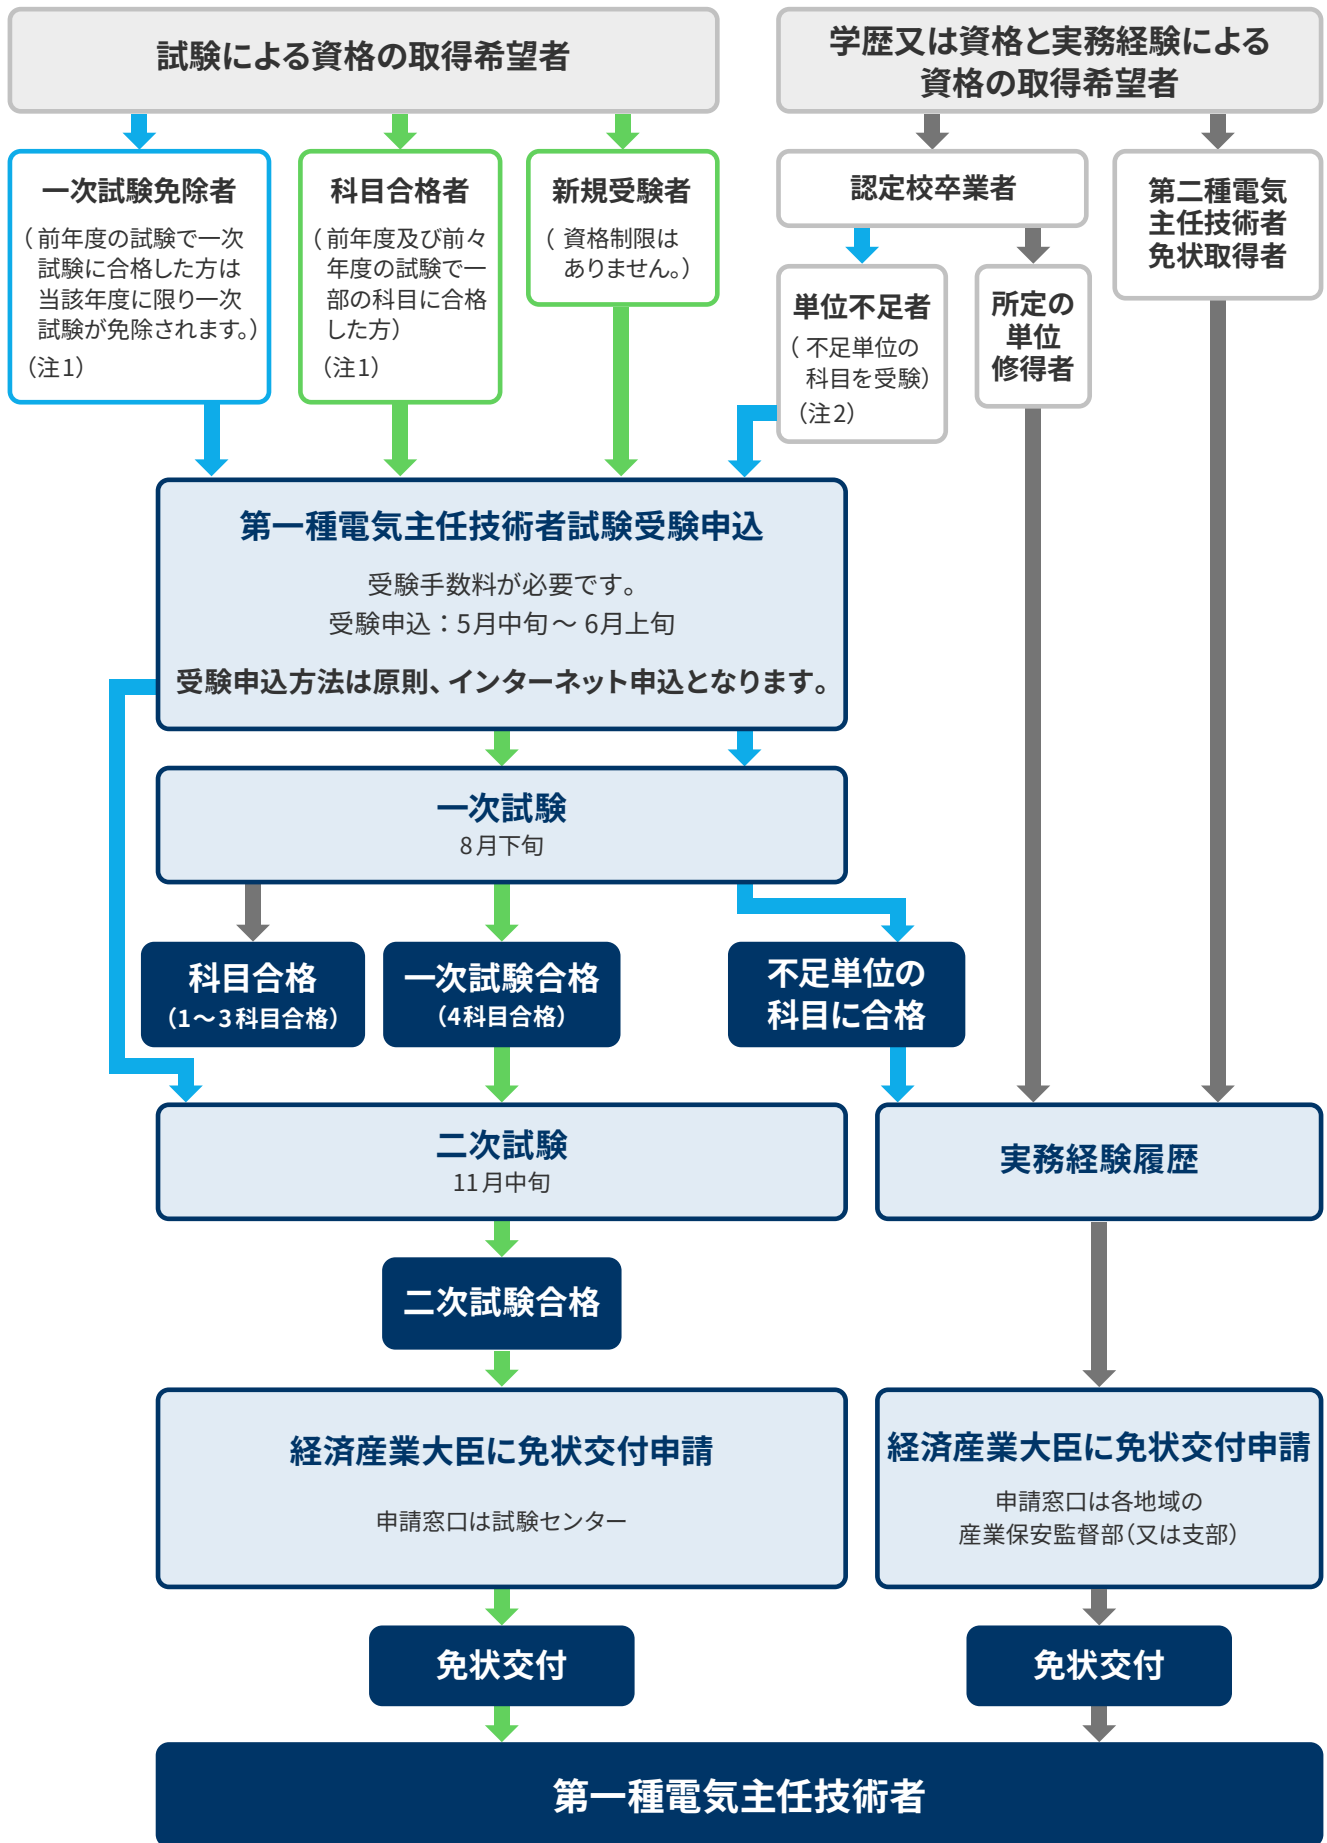 試験による資格の取得希望者
学歴又は資格と実務経験による
資格の取得希望者
一次試験免除者
（前年度の試験で一次
試験に合格した方は
当該年度に限り一次
試験が免除されます。）
（注1）
科目合格者
（前年度及び前々
年度の試験で一
部の科目に合格
した方）
（注1）
新規受験者
（ 資格制限は
ありません。）
認定校卒業者
単位不足者
（ 不足単位の
科目を受験）
（注2）
所定の
単位
修得者
第二種電気
主任技術者
免状取得者
第一種電気主任技術者試験受験申込
受験手数料が必要です。
受験申込：5月中旬～6月上旬
受験申込方法は原則、インターネット申込となります。
一次試験
8月下旬
科目合格
（1～3科目合格）
一次試験合格
（4科目合格）
不足単位の
科目に合格
二次試験
11月中旬
実務経験履歴
二次試験合格
経済産業大臣に免状交付申請
申請窓口は試験センター
経済産業大臣に免状交付申請
申請窓口は各地域の
産業保安監督部（又は支部）
免状交付
免状交付
第一種電気主任技術者